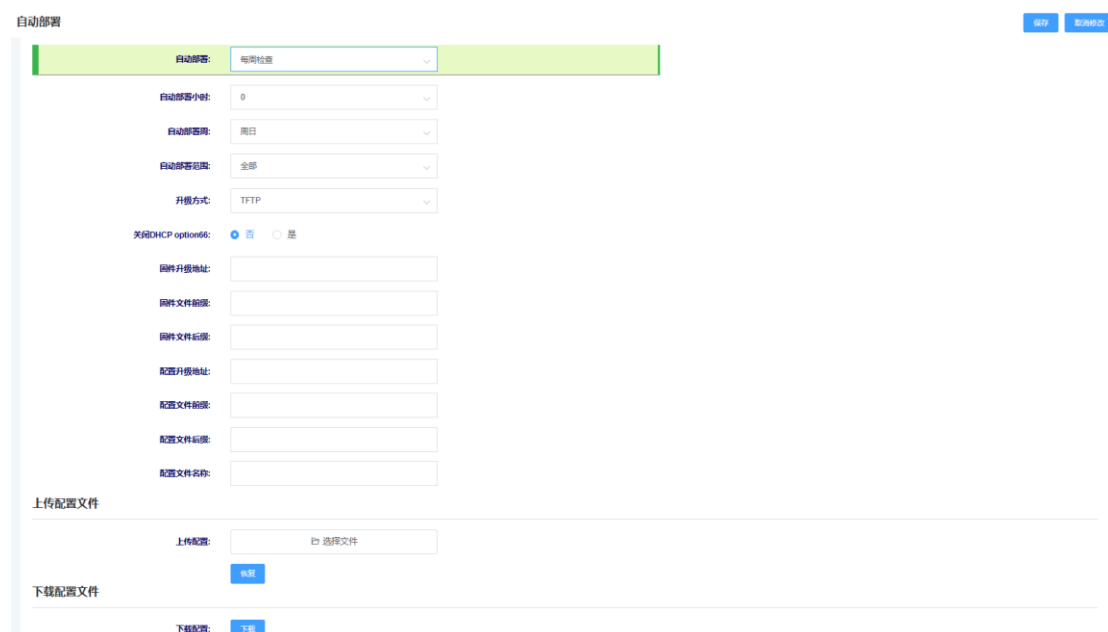 自动部署
保存 取消修改
自动部署: 每周检查
自动部署小时: 0
自动部署周: 周日
自动部署范围: 全部
升级方式: TFTP
关闭DHCP option66: 否 是
固件升级地址:
固件文件前缀:
固件文件后缀:
配置升级地址:
配置文件前缀:
配置文件后缀:
配置文件名称:
上传配置文件
上传配置: 选择文件
恢复
下载配置文件
下载配置: 下载